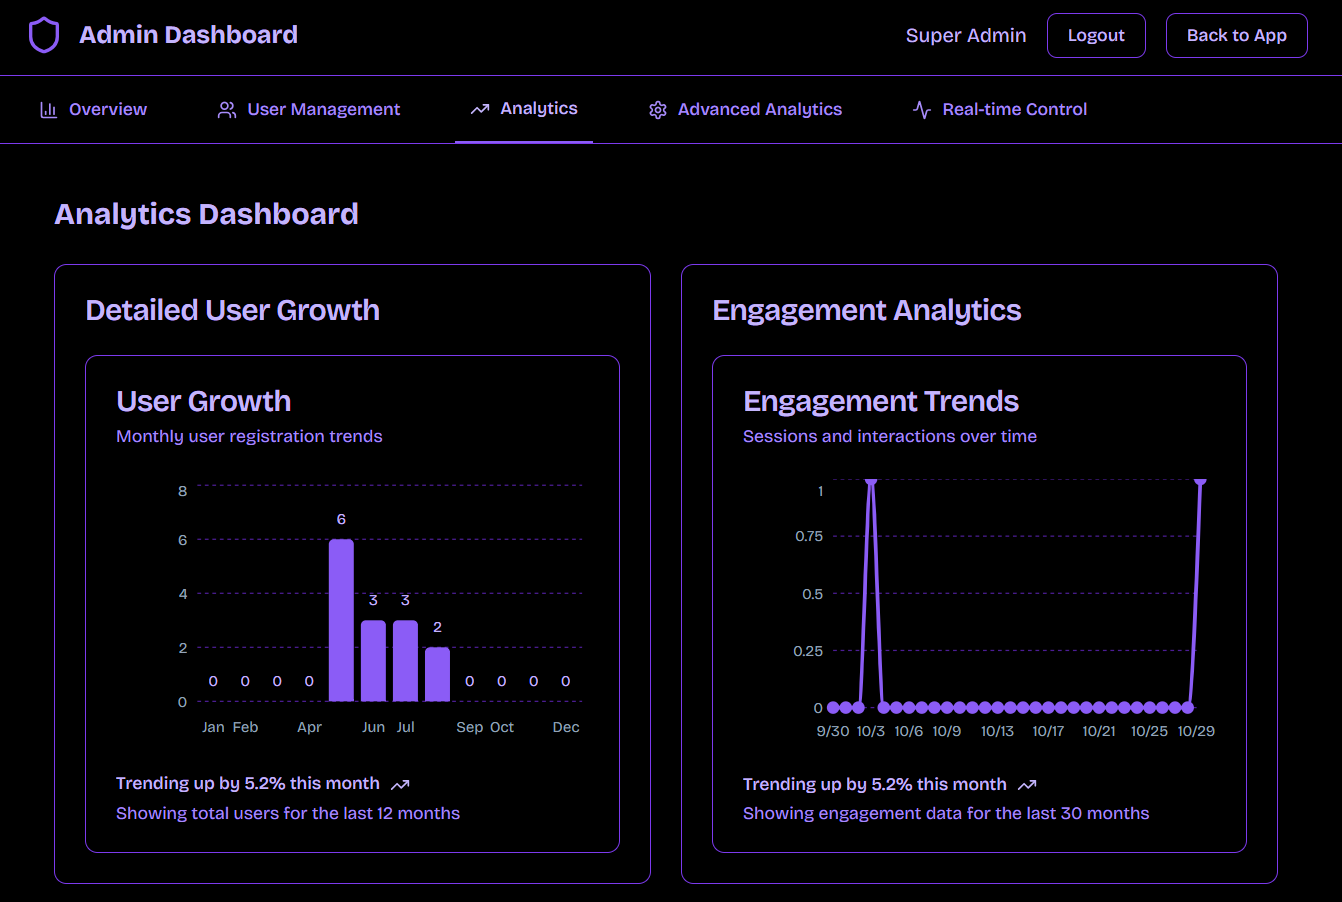 Admin Dashboard
Super Admin
Logout
Back to App
Overview
User Management
Analytics
Advanced Analytics
Real-time Control
Analytics Dashboard
Detailed User Growth
User Growth
Monthly user registration trends
8
6
4
2
0
0 0 0 0 6 3 3 2 0 0 0 0
Jan Feb Apr Jun Jul Sep Oct Dec
Trending up by 5.2% this month
Showing total users for the last 12 months
Engagement Analytics
Engagement Trends
Sessions and interactions over time
1
0.75
0.5
0.25
0
9/30 10/3 10/6 10/9 10/13 10/17 10/21 10/25 10/29
Trending up by 5.2% this month
Showing engagement data for the last 30 months